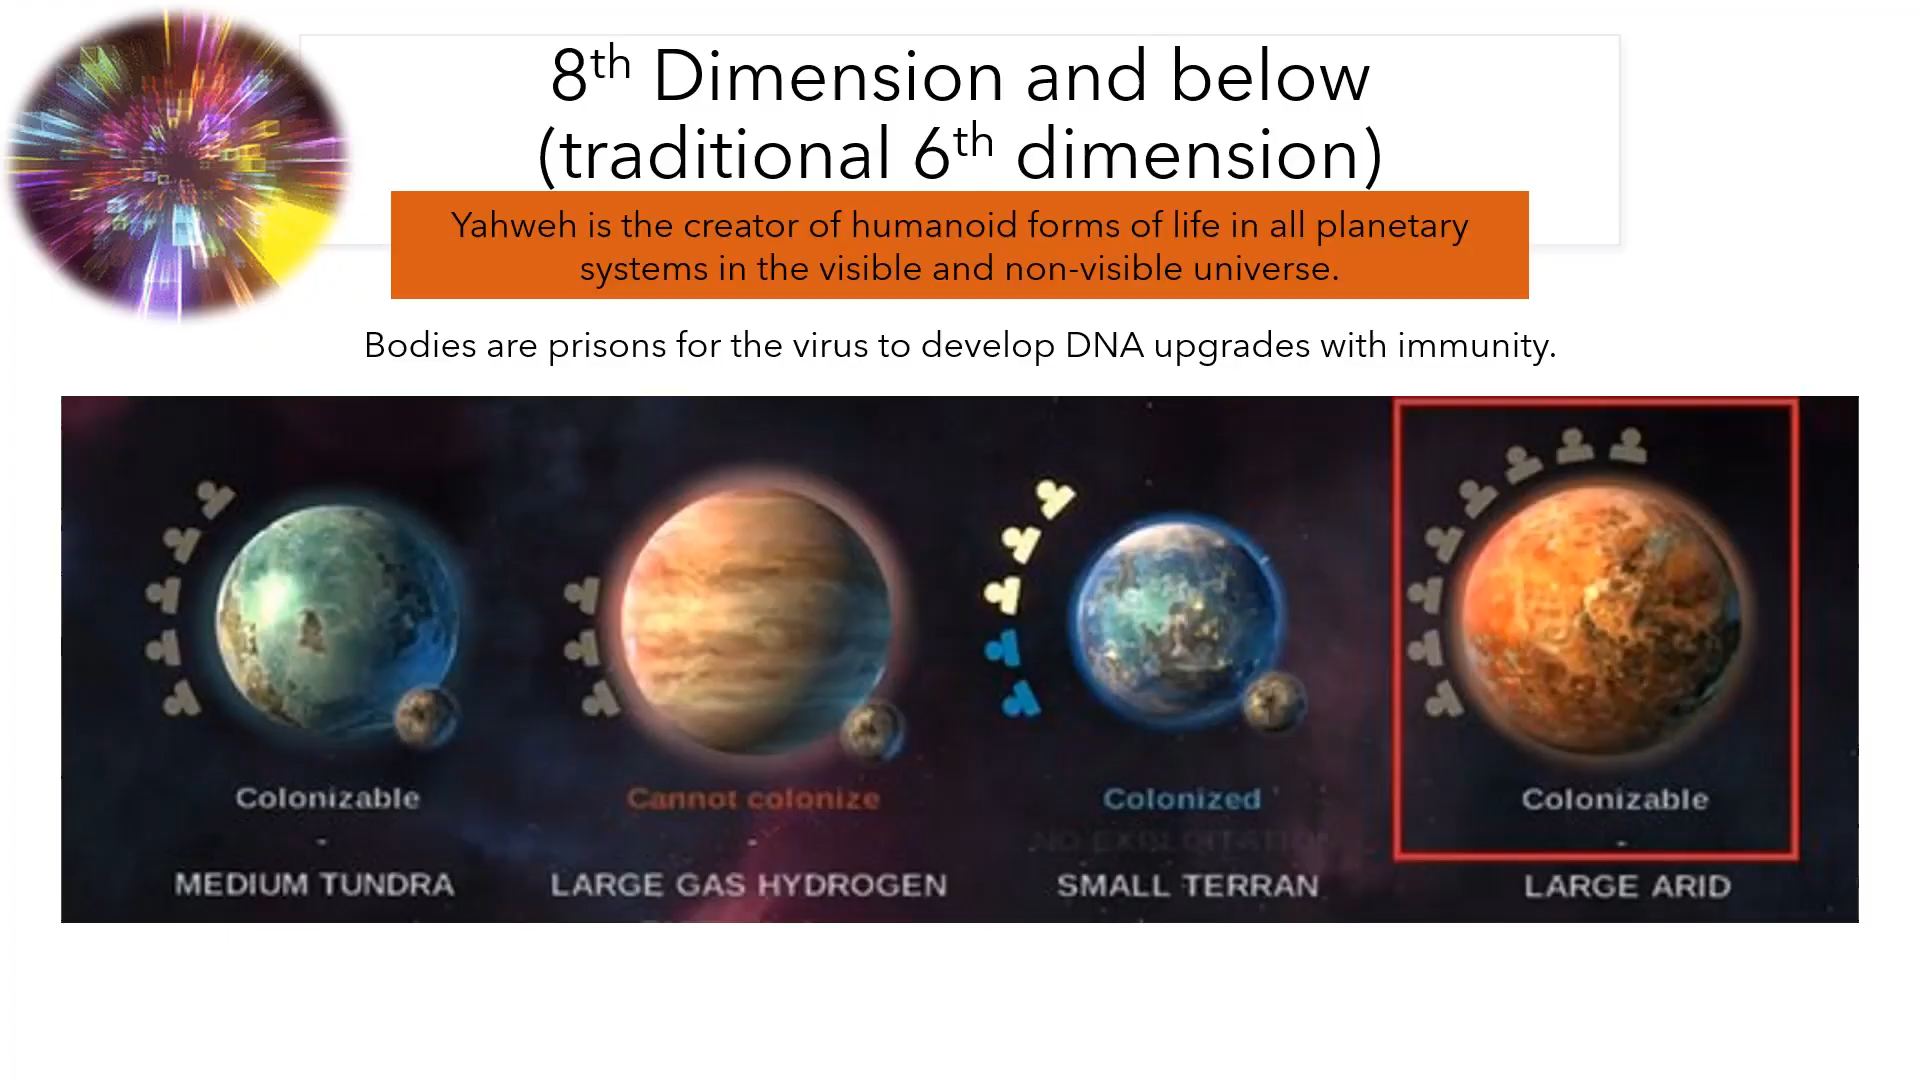 8th Dimension and below
(traditional 6th dimension)
Yahweh is the creator of humanoid forms of life in all planetary
systems in the visible and non-visible universe.
Bodies are prisons for the virus to develop DNA upgrades with immunity.
Colonizable Cannot colonize Colonized Colonizable
NO EXPLOITATION
- - -
MEDIUM TUNDRA LARGE GAS HYDROGEN SMALL TERRAN LARGE ARID